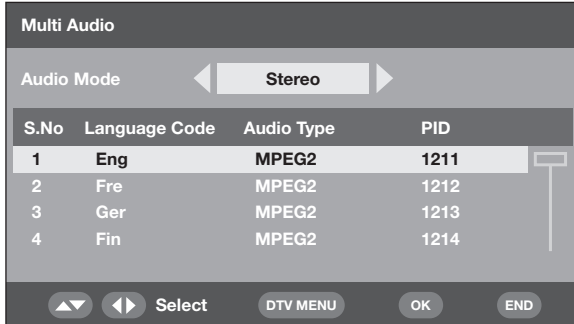 Multi Audio
Audio Mode Stereo
S.No Language Code Audio Type PID
1 Eng MPEG2 1211
2 Fre MPEG2 1212
3 Ger MPEG2 1213
4 Fin MPEG2 1214
Select DTV MENU OK END